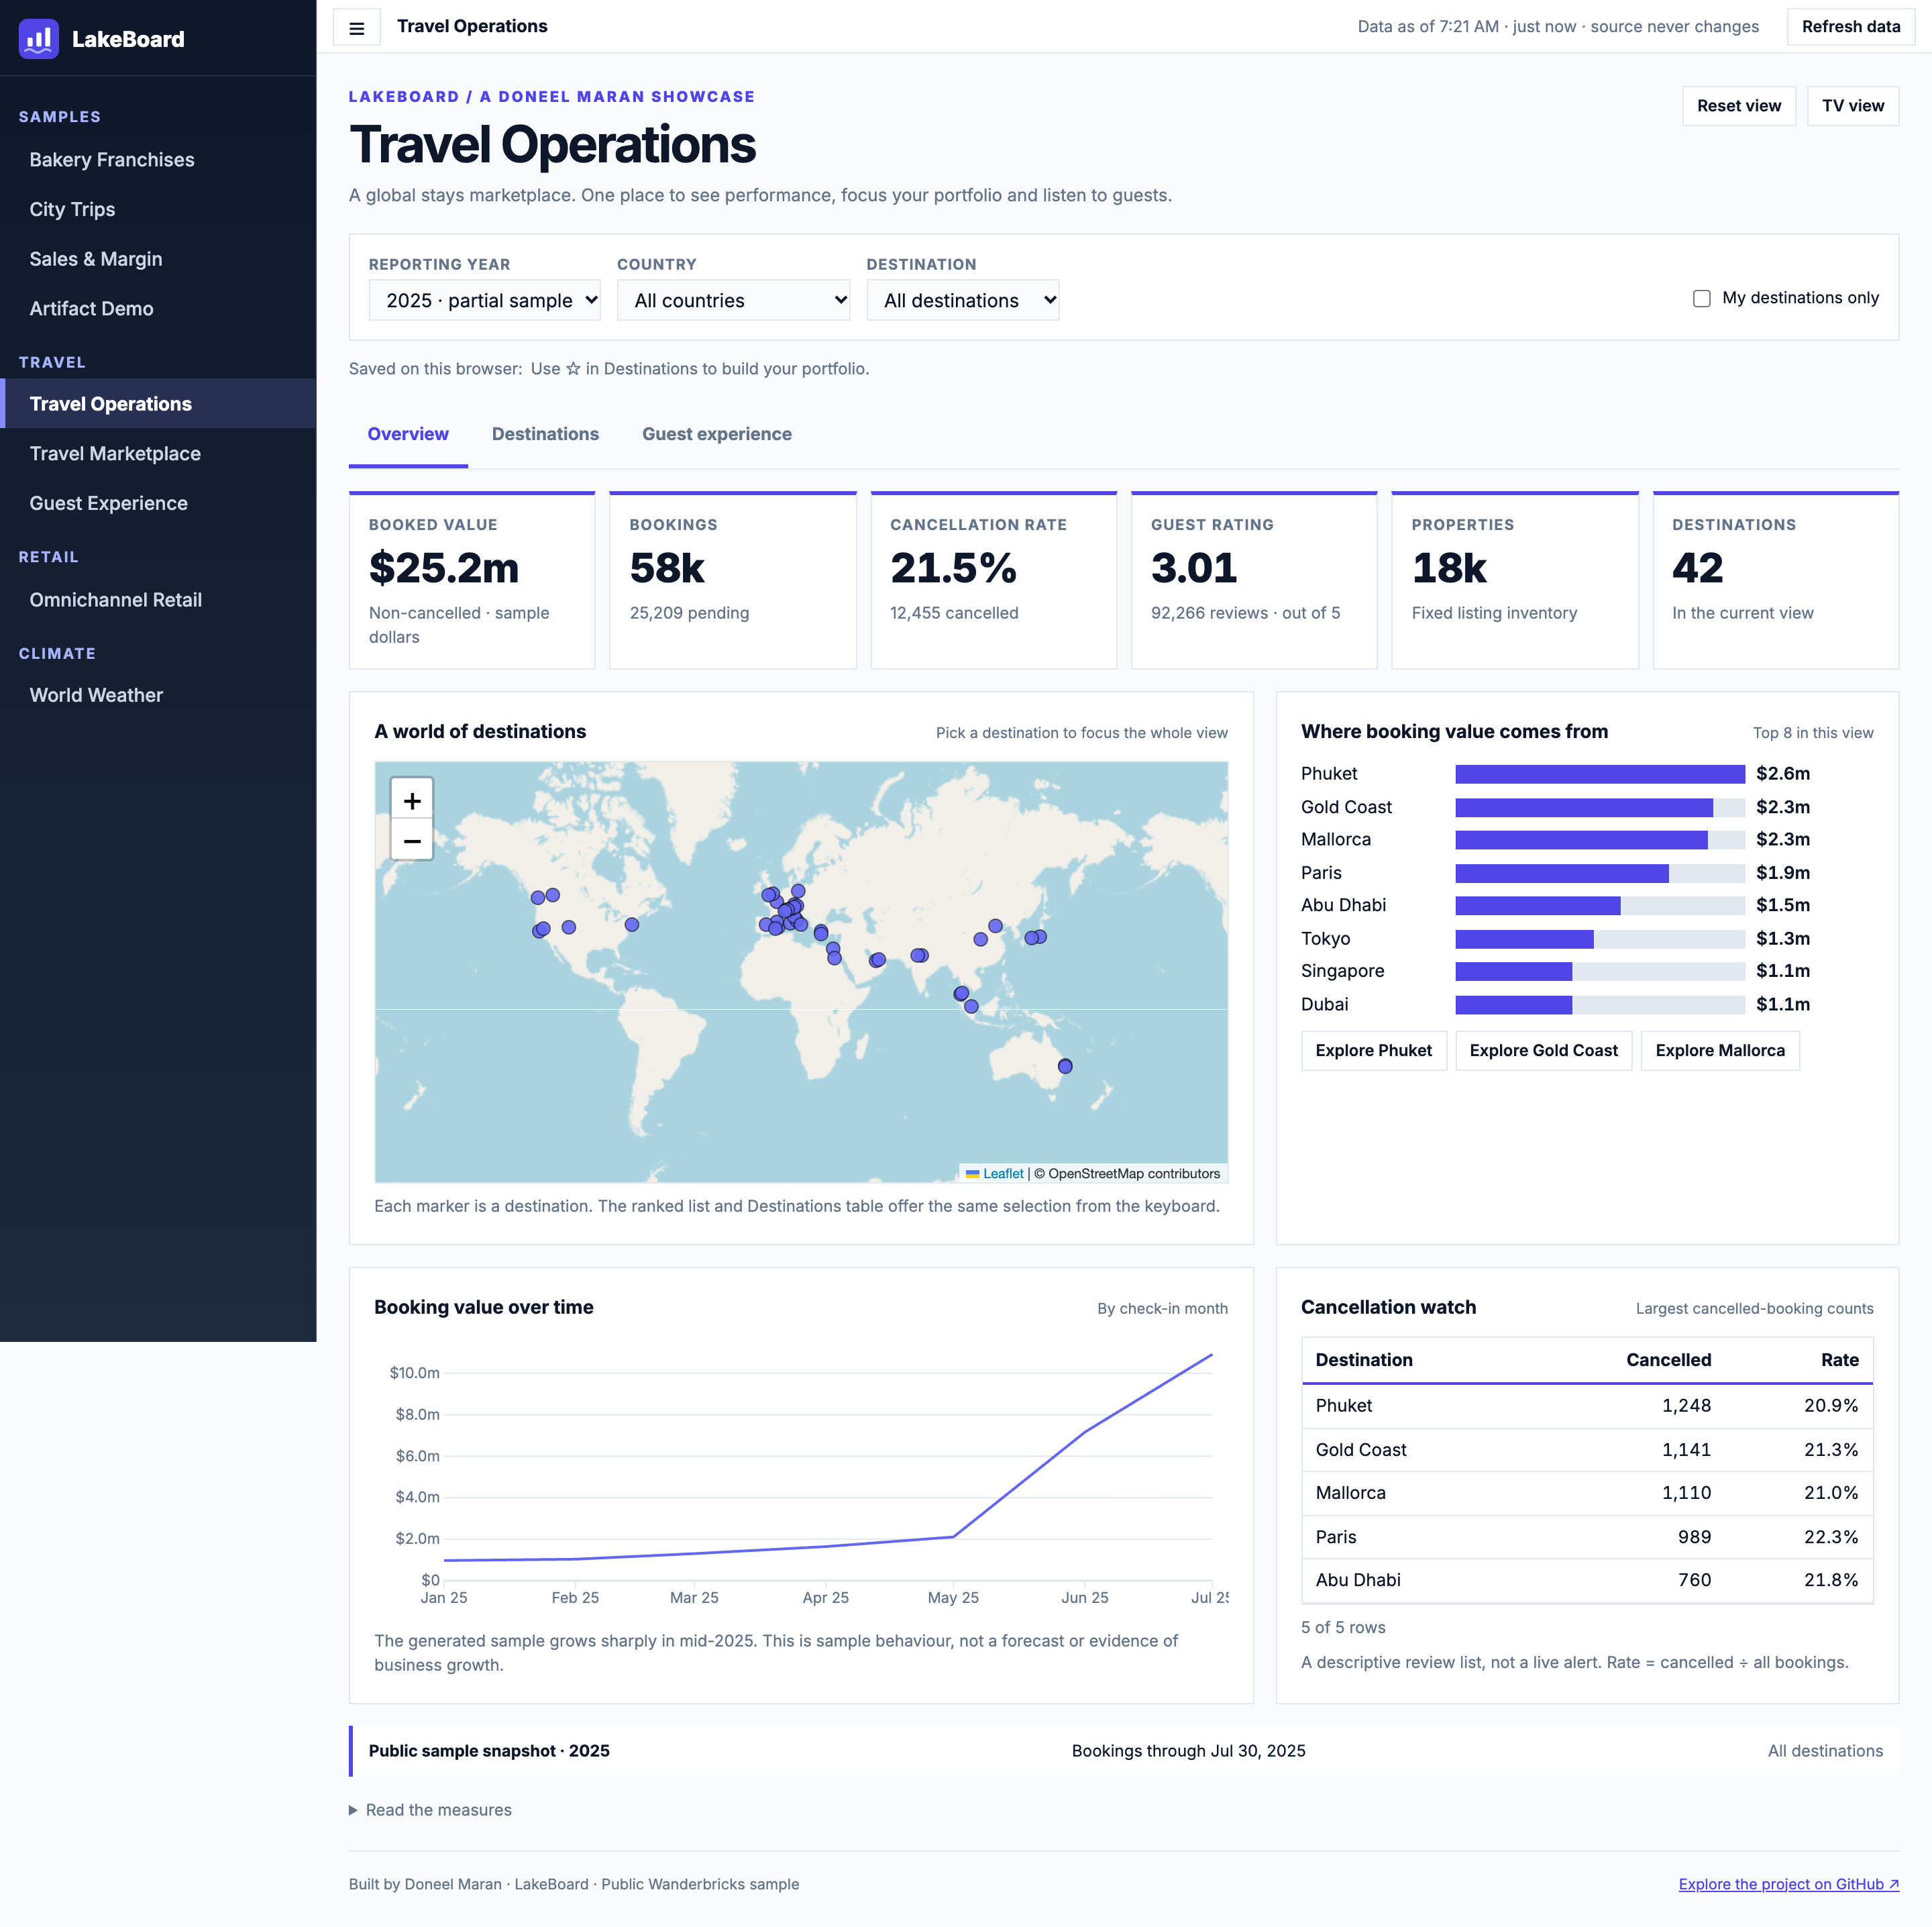 LakeBoard
SAMPLES
Bakery Franchises
City Trips
Sales & Margin
Artifact Demo
TRAVEL
Travel Operations
Travel Marketplace
Guest Experience
RETAIL
Omnichannel Retail
CLIMATE
World Weather
Travel Operations
Data as of 7:21 AM · just now · source never changes
Refresh data
LAKEBOARD / A DONEEL MARAN SHOWCASE
Travel Operations
A global stays marketplace. One place to see performance, focus your portfolio and listen to guests.
Reset view
TV view
REPORTING YEAR
2025 · partial sample
COUNTRY
All countries
DESTINATION
All destinations
My destinations only
Saved on this browser: Use ☆ in Destinations to build your portfolio.
Overview
Destinations
Guest experience
BOOKED VALUE
$25.2m
Non-cancelled · sample
dollars
BOOKINGS
58k
25,209 pending
CANCELLATION RATE
21.5%
12,455 cancelled
GUEST RATING
3.01
92,266 reviews · out of 5
PROPERTIES
18k
Fixed listing inventory
DESTINATIONS
42
In the current view
A world of destinations
Pick a destination to focus the whole view
+
−
Leaflet | © OpenStreetMap contributors
Each marker is a destination. The ranked list and Destinations table offer the same selection from the keyboard.
Where booking value comes from
Top 8 in this view
Phuket $2.6m
Gold Coast $2.3m
Mallorca $2.3m
Paris $1.9m
Abu Dhabi $1.5m
Tokyo $1.3m
Singapore $1.1m
Dubai $1.1m
Explore Phuket
Explore Gold Coast
Explore Mallorca
Booking value over time
By check-in month
$10.0m
$8.0m
$6.0m
$4.0m
$2.0m
$0
Jan 25 Feb 25 Mar 25 Apr 25 May 25 Jun 25 Jul 25
The generated sample grows sharply in mid-2025. This is sample behaviour, not a forecast or evidence of
business growth.
Cancellation watch
Largest cancelled-booking counts
Destination Cancelled Rate
Phuket 1,248 20.9%
Gold Coast 1,141 21.3%
Mallorca 1,110 21.0%
Paris 989 22.3%
Abu Dhabi 760 21.8%
5 of 5 rows
A descriptive review list, not a live alert. Rate = cancelled ÷ all bookings.
Public sample snapshot · 2025
Bookings through Jul 30, 2025
All destinations
Read the measures
Built by Doneel Maran · LakeBoard · Public Wanderbricks sample
Explore the project on GitHub ↗